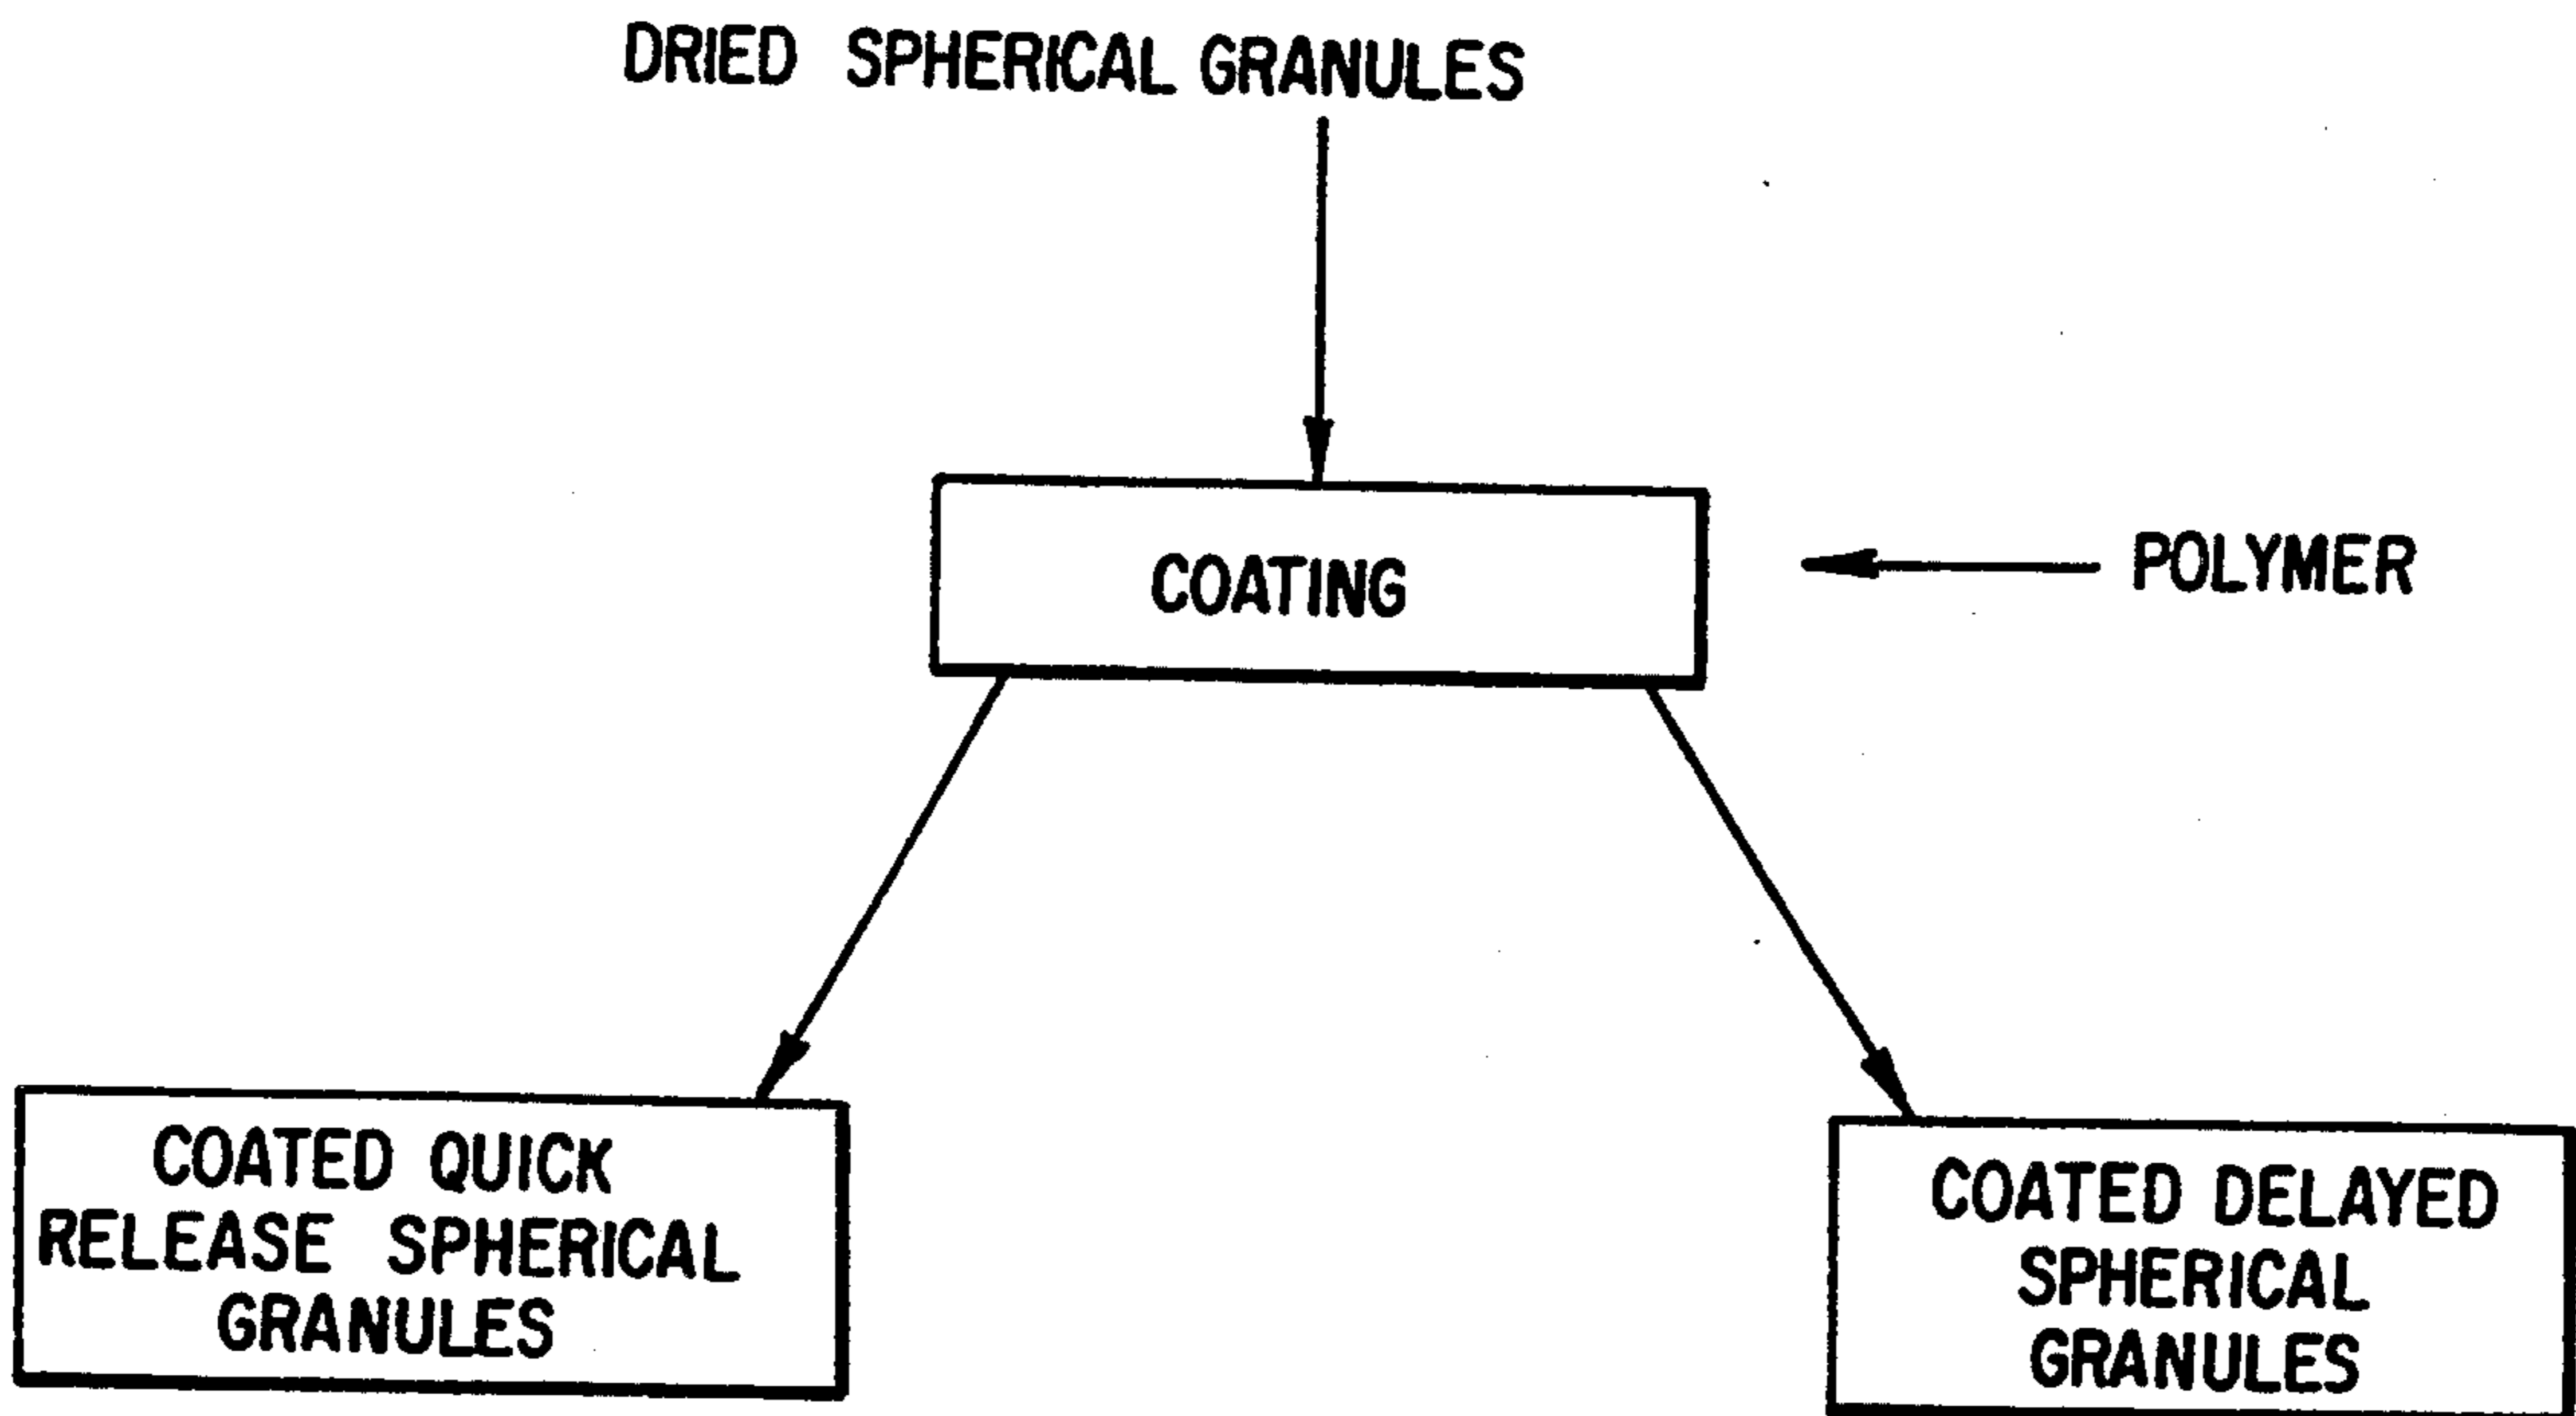 DRIED SPHERICAL GRANULES
COATING
POLYMER
COATED QUICK
RELEASE SPHERICAL
GRANULES
COATED DELAYED
SPHERICAL
GRANULES